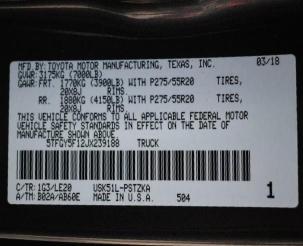 MFD.BY:TOYOTA MOTOR MANUFACTURING, TEXAS, INC.
03/18
GVWR:3175KG (7000LB)
GAWR:FRT. 1770KG (3900LB) WITH P275/55R20 TIRES,
20X8J RIMS.
RR. 1880KG (4150LB) WITH P275/55R20 TIRES,
20X8J RIMS.
THIS VEHICLE CONFORMS TO ALL APPLICABLE FEDERAL MOTOR
VEHICLE SAFETY STANDARDS IN EFFECT ON THE DATE OF
MANUFACTURE SHOWN ABOVE.
5TFGY5F12JX239188 TRUCK
C/TR:1G3/LE20 USK51L-PSTZKA
A/TM:B02A/AB60E MADE IN U.S.A. 504
1